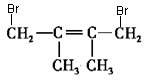 Br Br
CH₂—C=C—CH₂
CH₃ CH₃